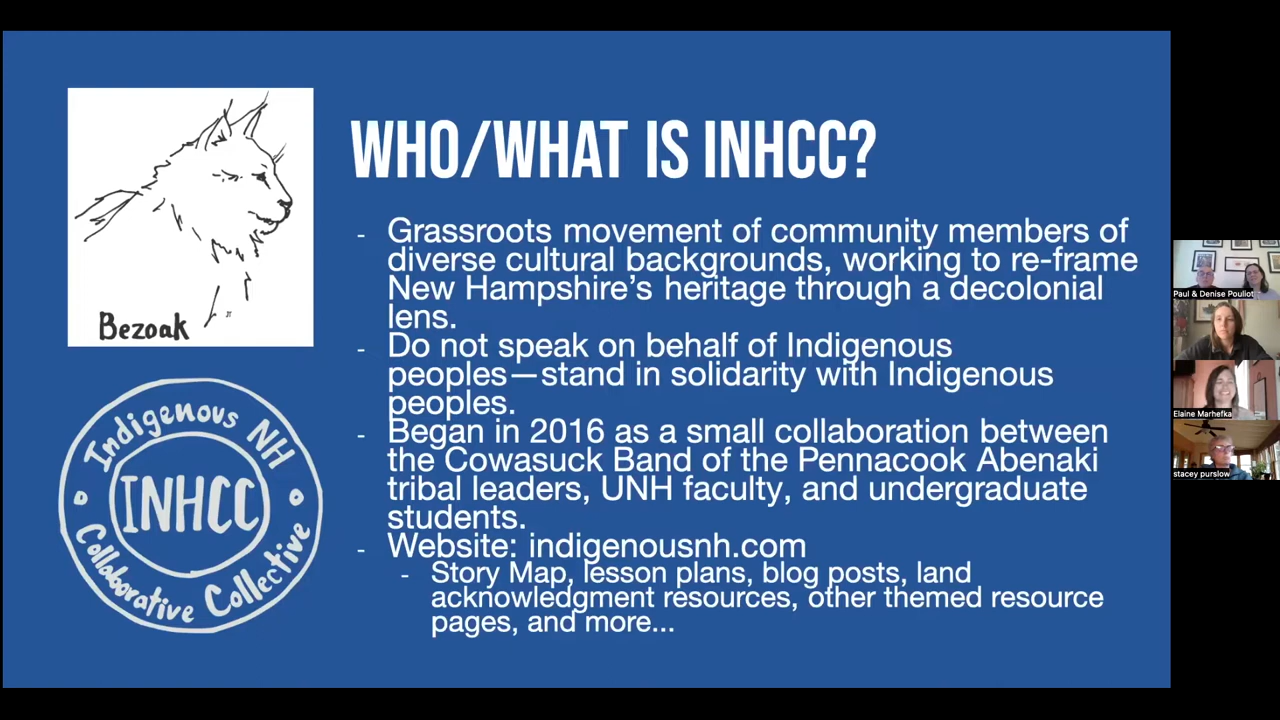 WHO/WHAT IS INHCC?
- Grassroots movement of community members of
diverse cultural backgrounds, working to re-frame
New Hampshire's heritage through a decolonial
lens.
- Do not speak on behalf of Indigenous
peoples—stand in solidarity with Indigenous
peoples.
- Began in 2016 as a small collaboration between
the Cowasuck Band of the Pennacook Abenaki
tribal leaders, UNH faculty, and undergraduate
students.
- Website: indigenousnh.com
- Story Map, lesson plans, blog posts, land
acknowledgment resources, other themed resource
pages, and more...
Bezoak
Indigenous NH
INHCC
Collaborative Collective
Paul & Denise Pouliot
Elaine Marhefka
stacey purslow